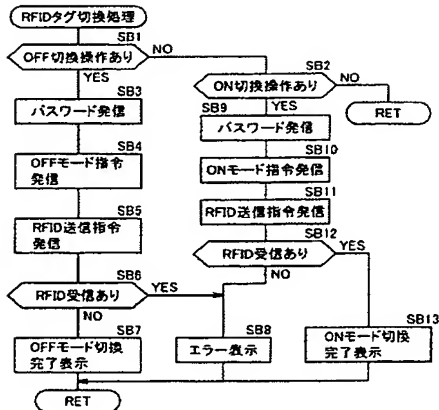 RFIDタグ切換処理
SB1
OFF切換操作あり
NO
YES
SB2
ON切換操作あり
NO
YES
RET
SB3
パスワード発信
SB9
パスワード発信
SB4
OFFモード指令
発信
SB10
ONモード指令発信
SB5
RFID送信指令
発信
SB11
RFID送信指令発信
SB12
RFID受信あり
YES
NO
SB6
RFID受信あり
YES
NO
SB7
OFFモード切換
完了表示
SB8
エラー表示
SB13
ONモード切換
完了表示
RET